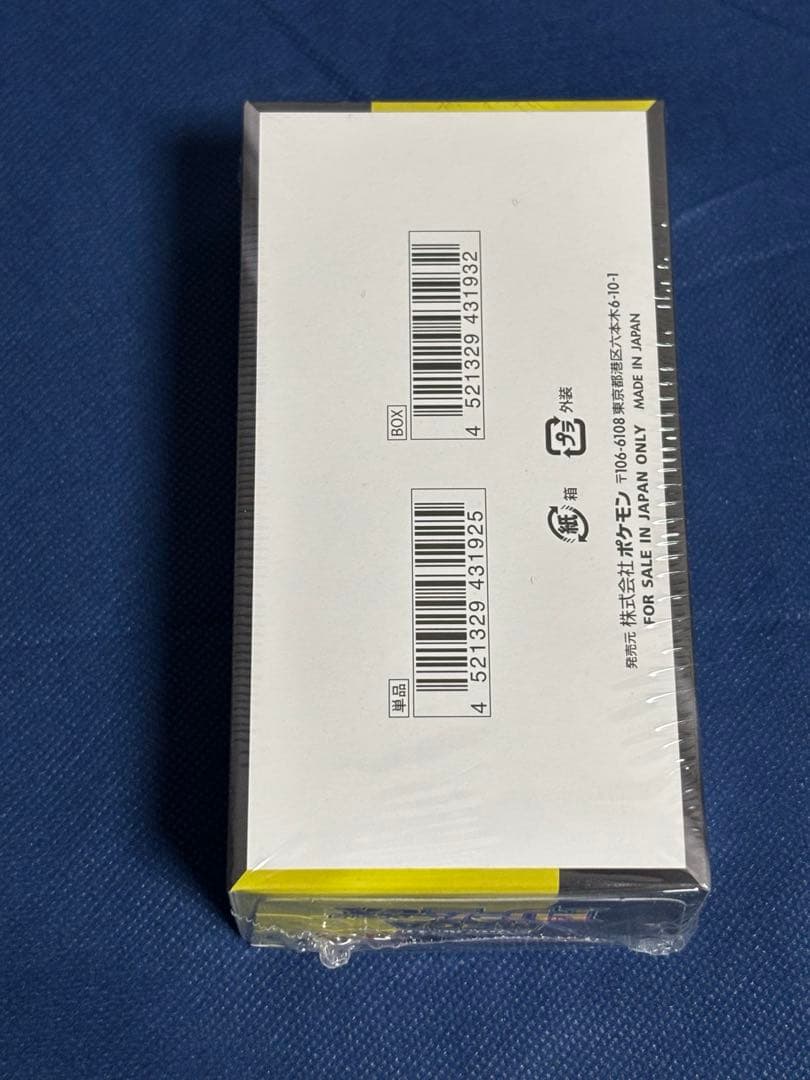 単品
4 521329 431925
BOX
4 521329 431932
紙 箱
プラ 外装
発売元 株式会社 ポケモン 〒106-6108 東京都港区六本木6-10-1
FOR SALE IN JAPAN ONLY MADE IN JAPAN